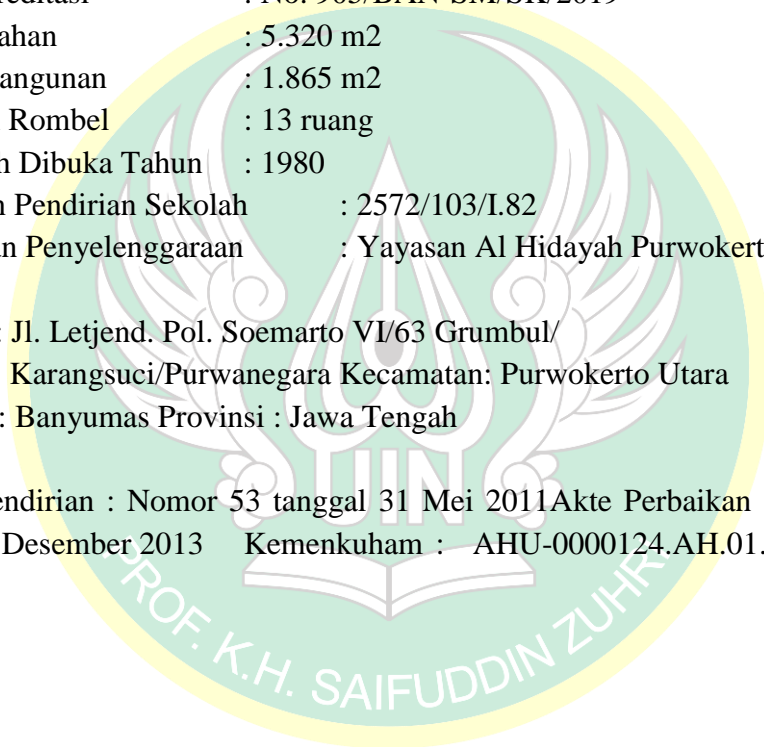 : No. 965/BAN-SM/SK/2019
ahan : 5.320 m2
angunan : 1.865 m2
Rombel : 13 ruang
n Dibuka Tahun : 1980
n Pendirian Sekolah : 2572/103/I.82
an Penyelenggaraan : Yayasan Al Hidayah Purwokert
: Jl. Letjend. Pol. Soemarto VI/63 Grumbul/
Karangsuci/Purwanegara Kecamatan: Purwokerto Utara
: Banyumas Provinsi : Jawa Tengah
endirian : Nomor 53 tanggal 31 Mei 2011Akte Perbaikan
Desember 2013 Kemenkuham : AHU-0000124.AH.01.
UIN
PROF. K.H. SAIFUDDIN ZUHRI